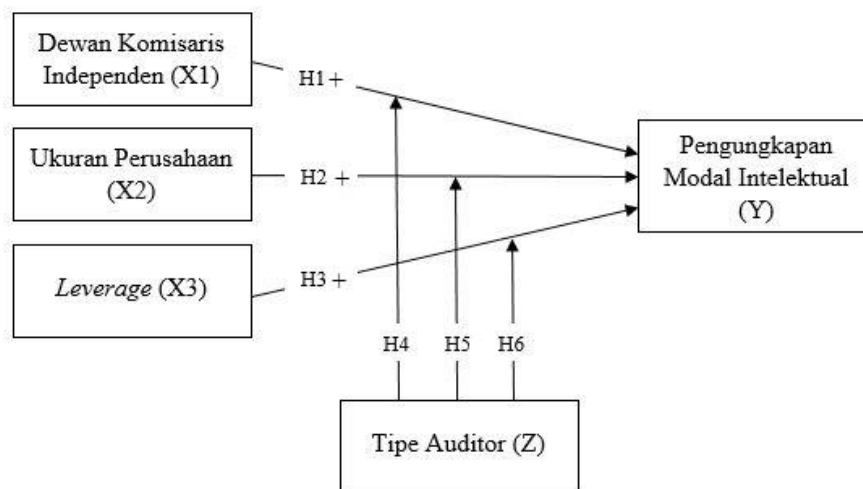 Dewan Komisaris
Independen (X1)
H1 +
Ukuran Perusahaan
(X2)
H2 +
Pengungkapan
Modal Intelektual
(Y)
Leverage (X3)
H3 +
H4
H5
H6
Tipe Auditor (Z)